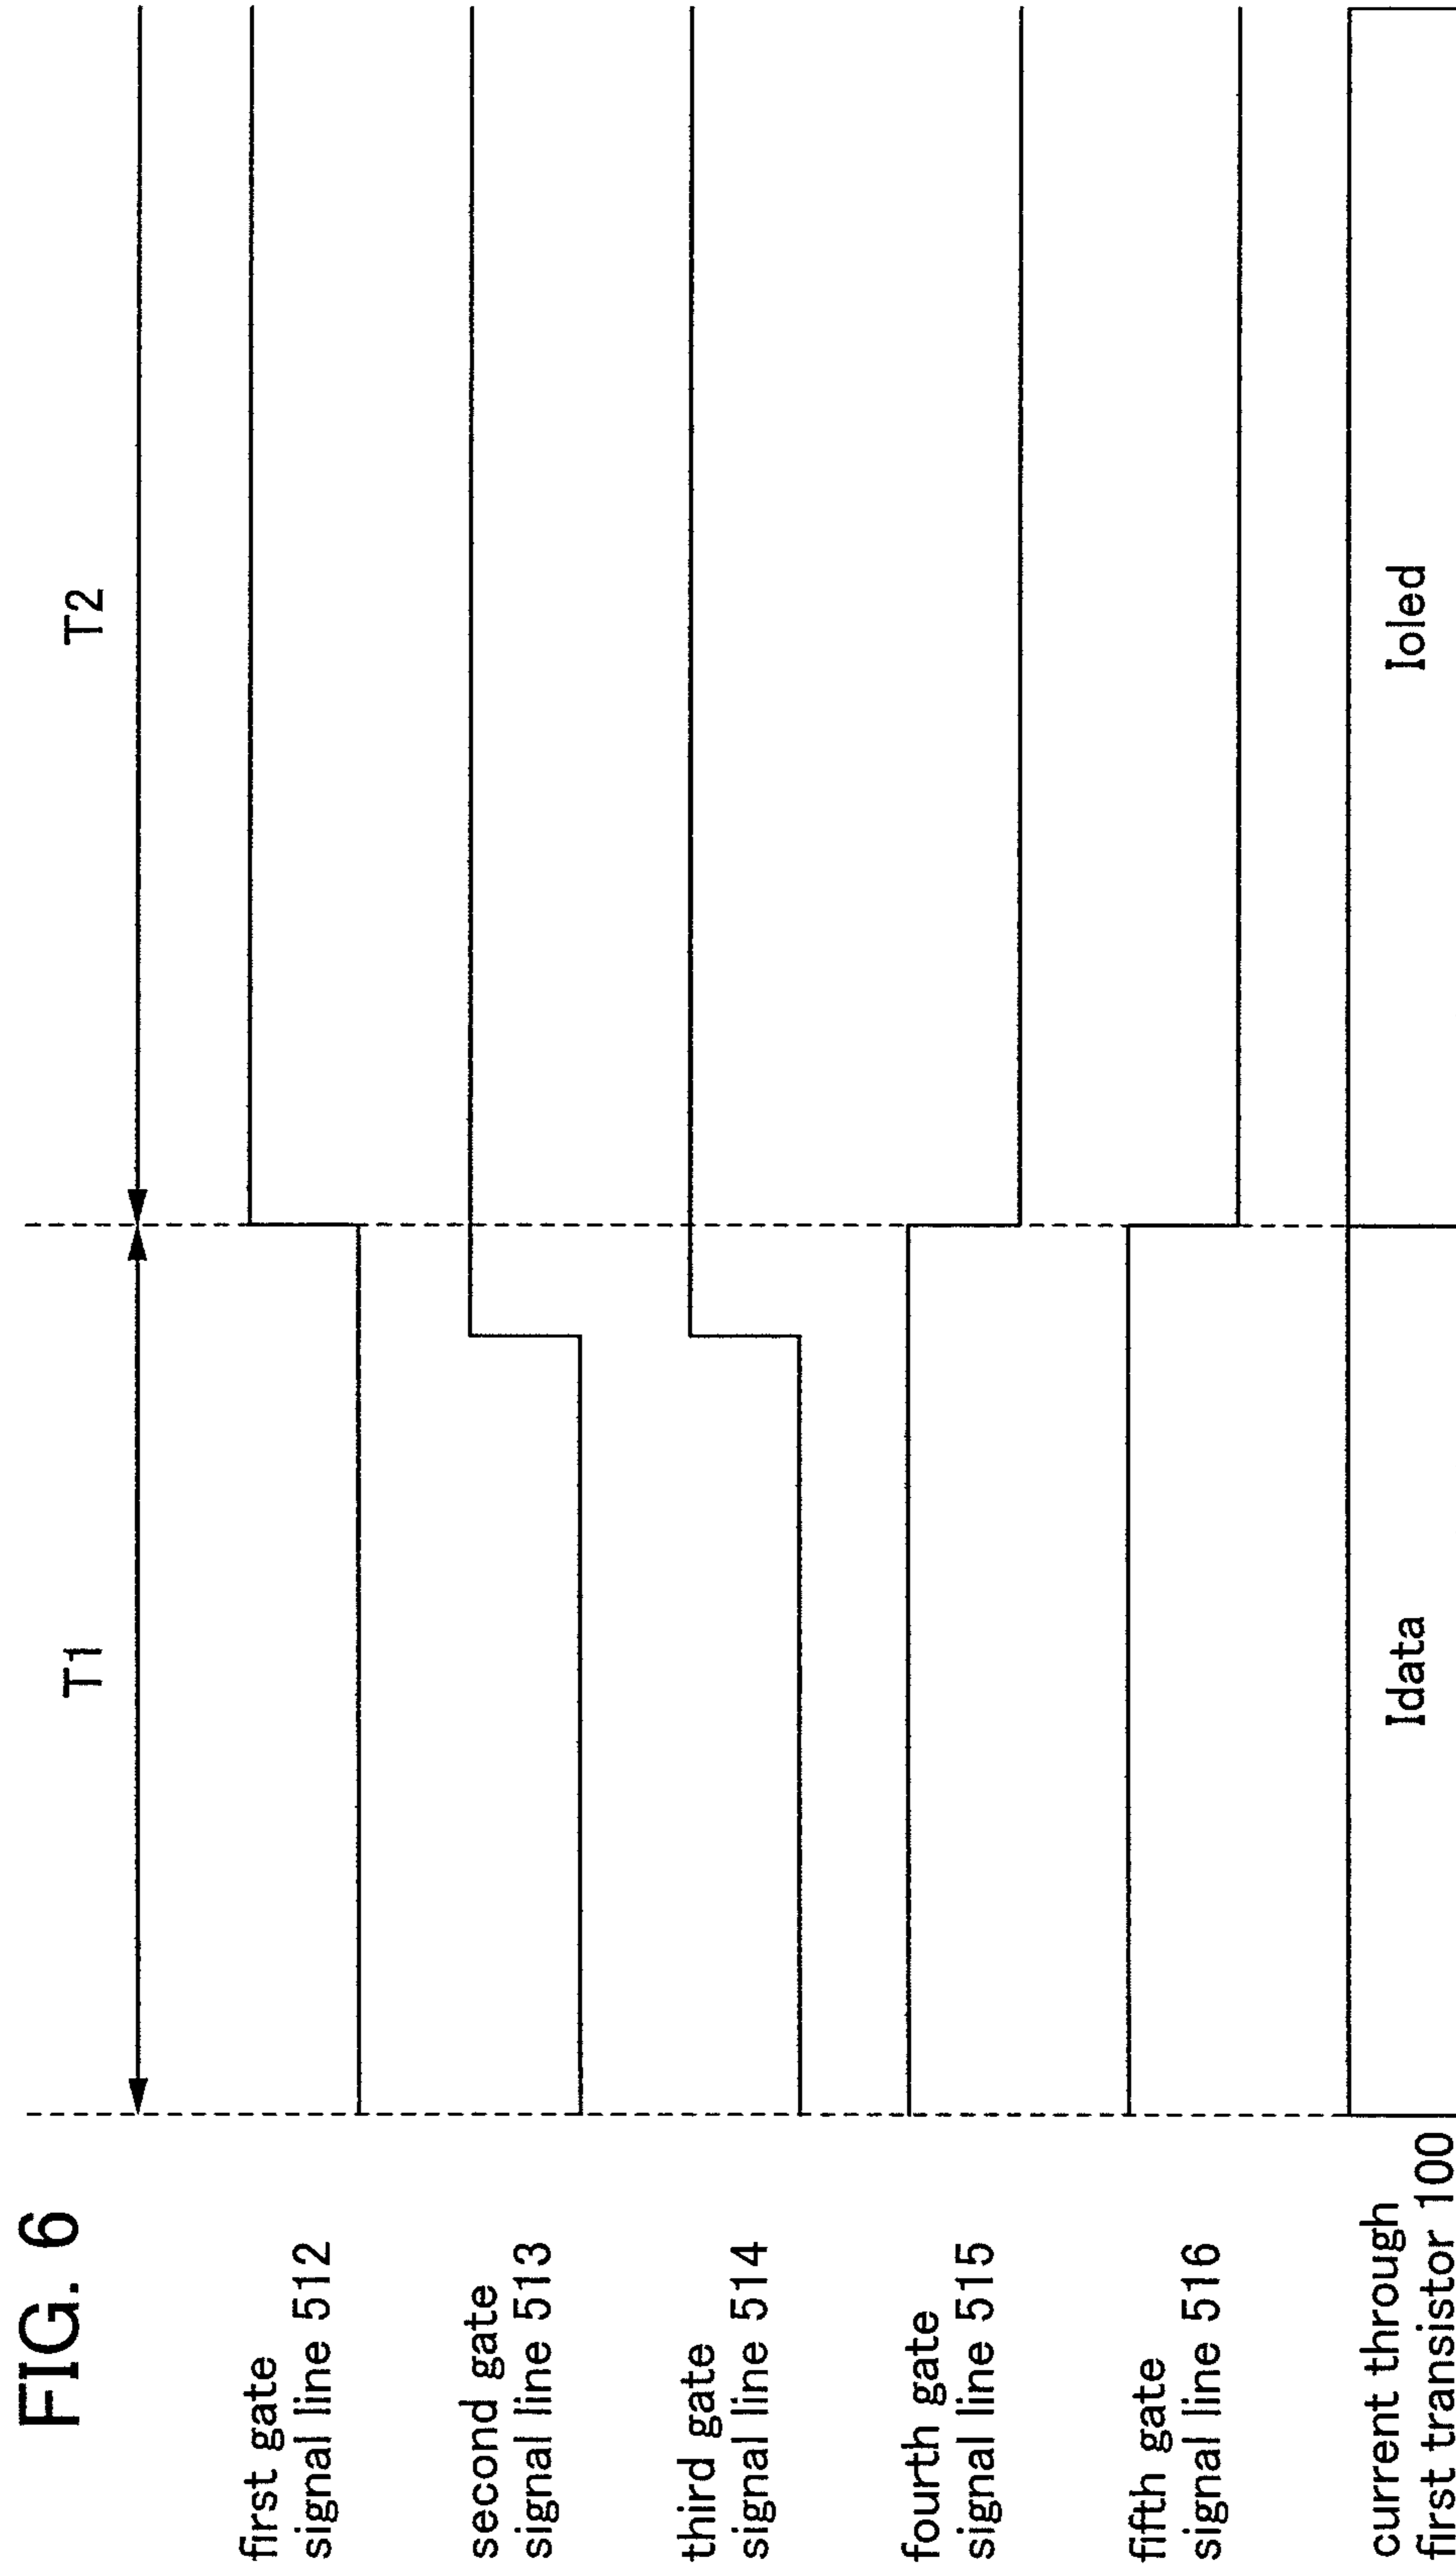 FIG. 6
T1
T2
first gate
signal line 512
second gate
signal line 513
third gate
signal line 514
fourth gate
signal line 515
fifth gate
signal line 516
current through
first transistor 100
Idata
Ioled